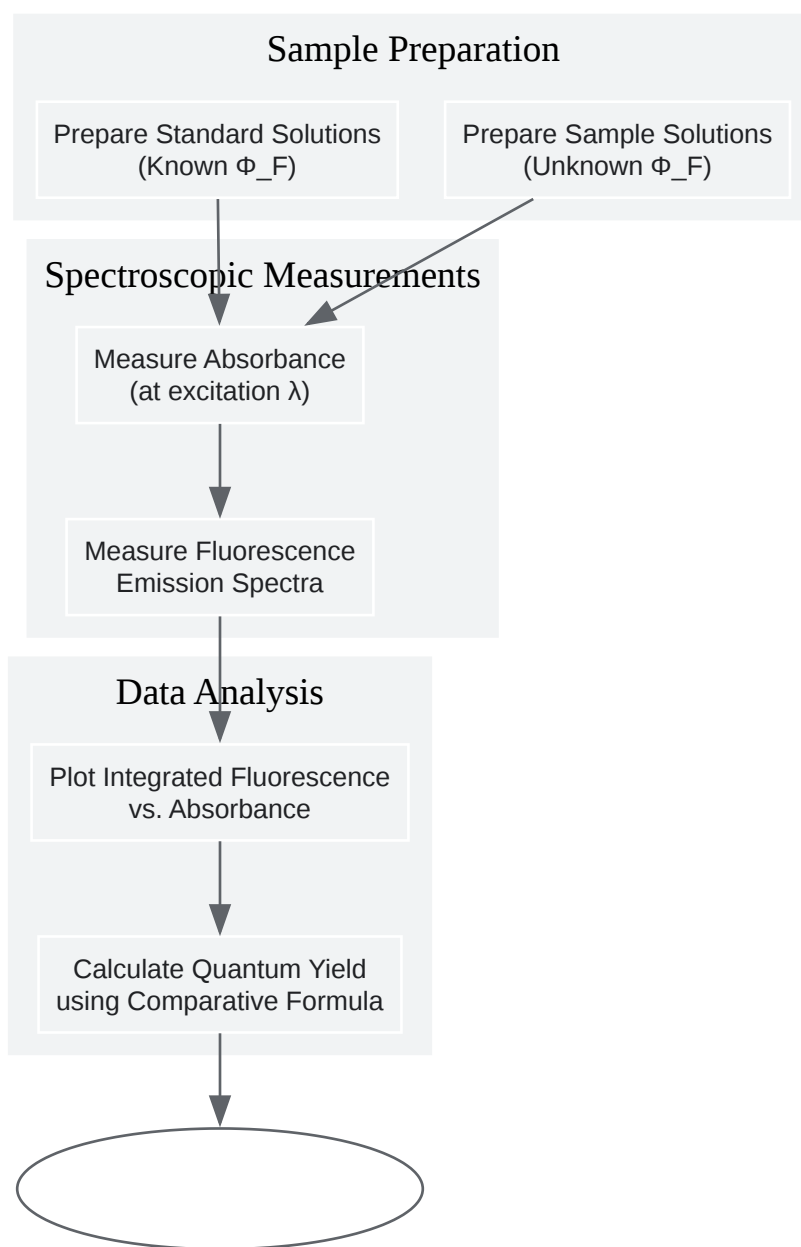 Sample Preparation
Prepare Standard Solutions
(Known Φ_F)
Prepare Sample Solutions
(Unknown Φ_F)
Spectroscopic Measurements
Measure Absorbance
(at excitation λ)
Measure Fluorescence
Emission Spectra
Data Analysis
Plot Integrated Fluorescence
vs. Absorbance
Calculate Quantum Yield
using Comparative Formula